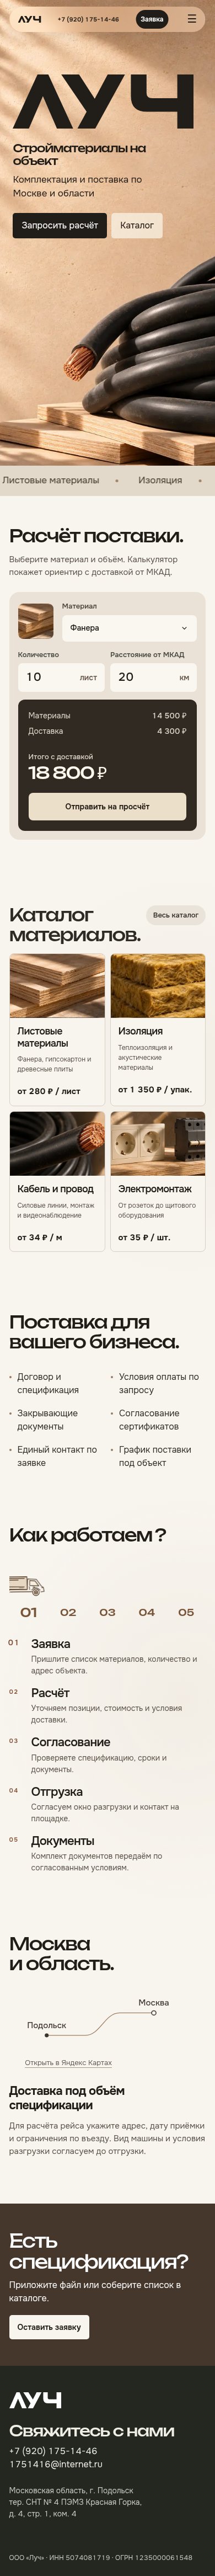 ЛУЧ +7 (920) 175-14-46 Заявка
ЛУЧ
Стройматериалы на
объект
Комплектация и поставка по
Москве и области
Запросить расчёт Каталог
Листовые материалы Изоляция
Расчёт поставки.
Выберите материал и объём. Калькулятор
покажет ориентир с доставкой от МКАД.
Материал
Фанера
Количество Расстояние от МКАД
10 лист 20 км
Материалы 14 500 ₽
Доставка 4 300 ₽
Итого с доставкой
18 800 ₽
Отправить на просчёт
Каталог
материалов.
Весь каталог
Листовые
материалы
Фанера, гипсокартон и
древесные плиты
от 280 ₽ / лист
Изоляция
Теплоизоляция и
акустические
материалы
от 1 350 ₽ / упак.
Кабель и провод
Силовые линии, монтаж
и видеонаблюдение
от 34 ₽ / м
Электромонтаж
От розеток до щитового
оборудования
от 35 ₽ / шт.
Поставка для
вашего бизнеса.
Договор и
спецификация
Условия оплаты по
запросу
Закрывающие
документы
Согласование
сертификатов
Единый контакт по
заявке
График поставки
под объект
Как работаем?
01 02 03 04 05
01 Заявка
Пришлите список материалов, количество и
адрес объекта.
02 Расчёт
Уточняем позиции, стоимость и условия
доставки.
03 Согласование
Проверяете спецификацию, сроки и
документы.
04 Отгрузка
Согласуем окно разгрузки и контакт на
площадке.
05 Документы
Комплект документов передаём по
согласованным условиям.
Москва
и область.
Москва
Подольск
Открыть в Яндекс Картах
Доставка под объём
спецификации
Для расчёта рейса укажите адрес, дату приёмки
и ограничения по въезду. Вид машины и условия
разгрузки согласуем до отгрузки.
Есть
спецификация?
Приложите файл или соберите список в
каталоге.
Оставить заявку
ЛУЧ
Свяжитесь с нами
+7 (920) 175-14-46
1751416@internet.ru
Московская область, г. Подольск
тер. СНТ № 4 ПЭМЗ Красная Горка,
д. 4, стр. 1, ком. 4
ООО «Луч» · ИНН 5074081719 · ОГРН 1235000061548